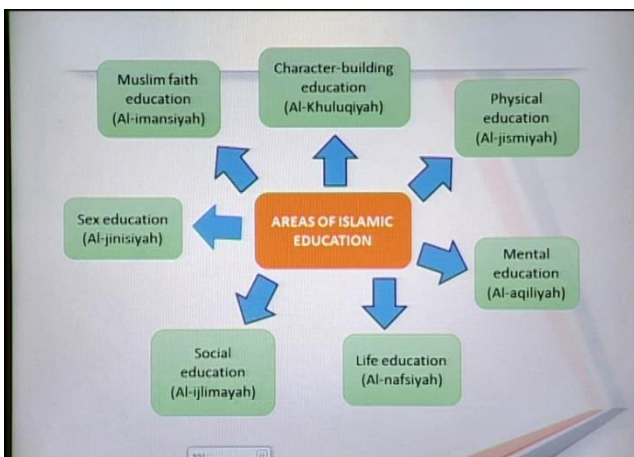 Muslim faith
education
(Al-imansiyah)
Character-building
education
(Al-Khuluqiyah)
Physical
education
(Al-jismiyah)
Sex education
(Al-jinisiyah)
AREAS OF ISLAMIC
EDUCATION
Mental
education
(Al-aqiliyah)
Social
education
(Al-ijlimayah)
Life education
(Al-nafsiyah)